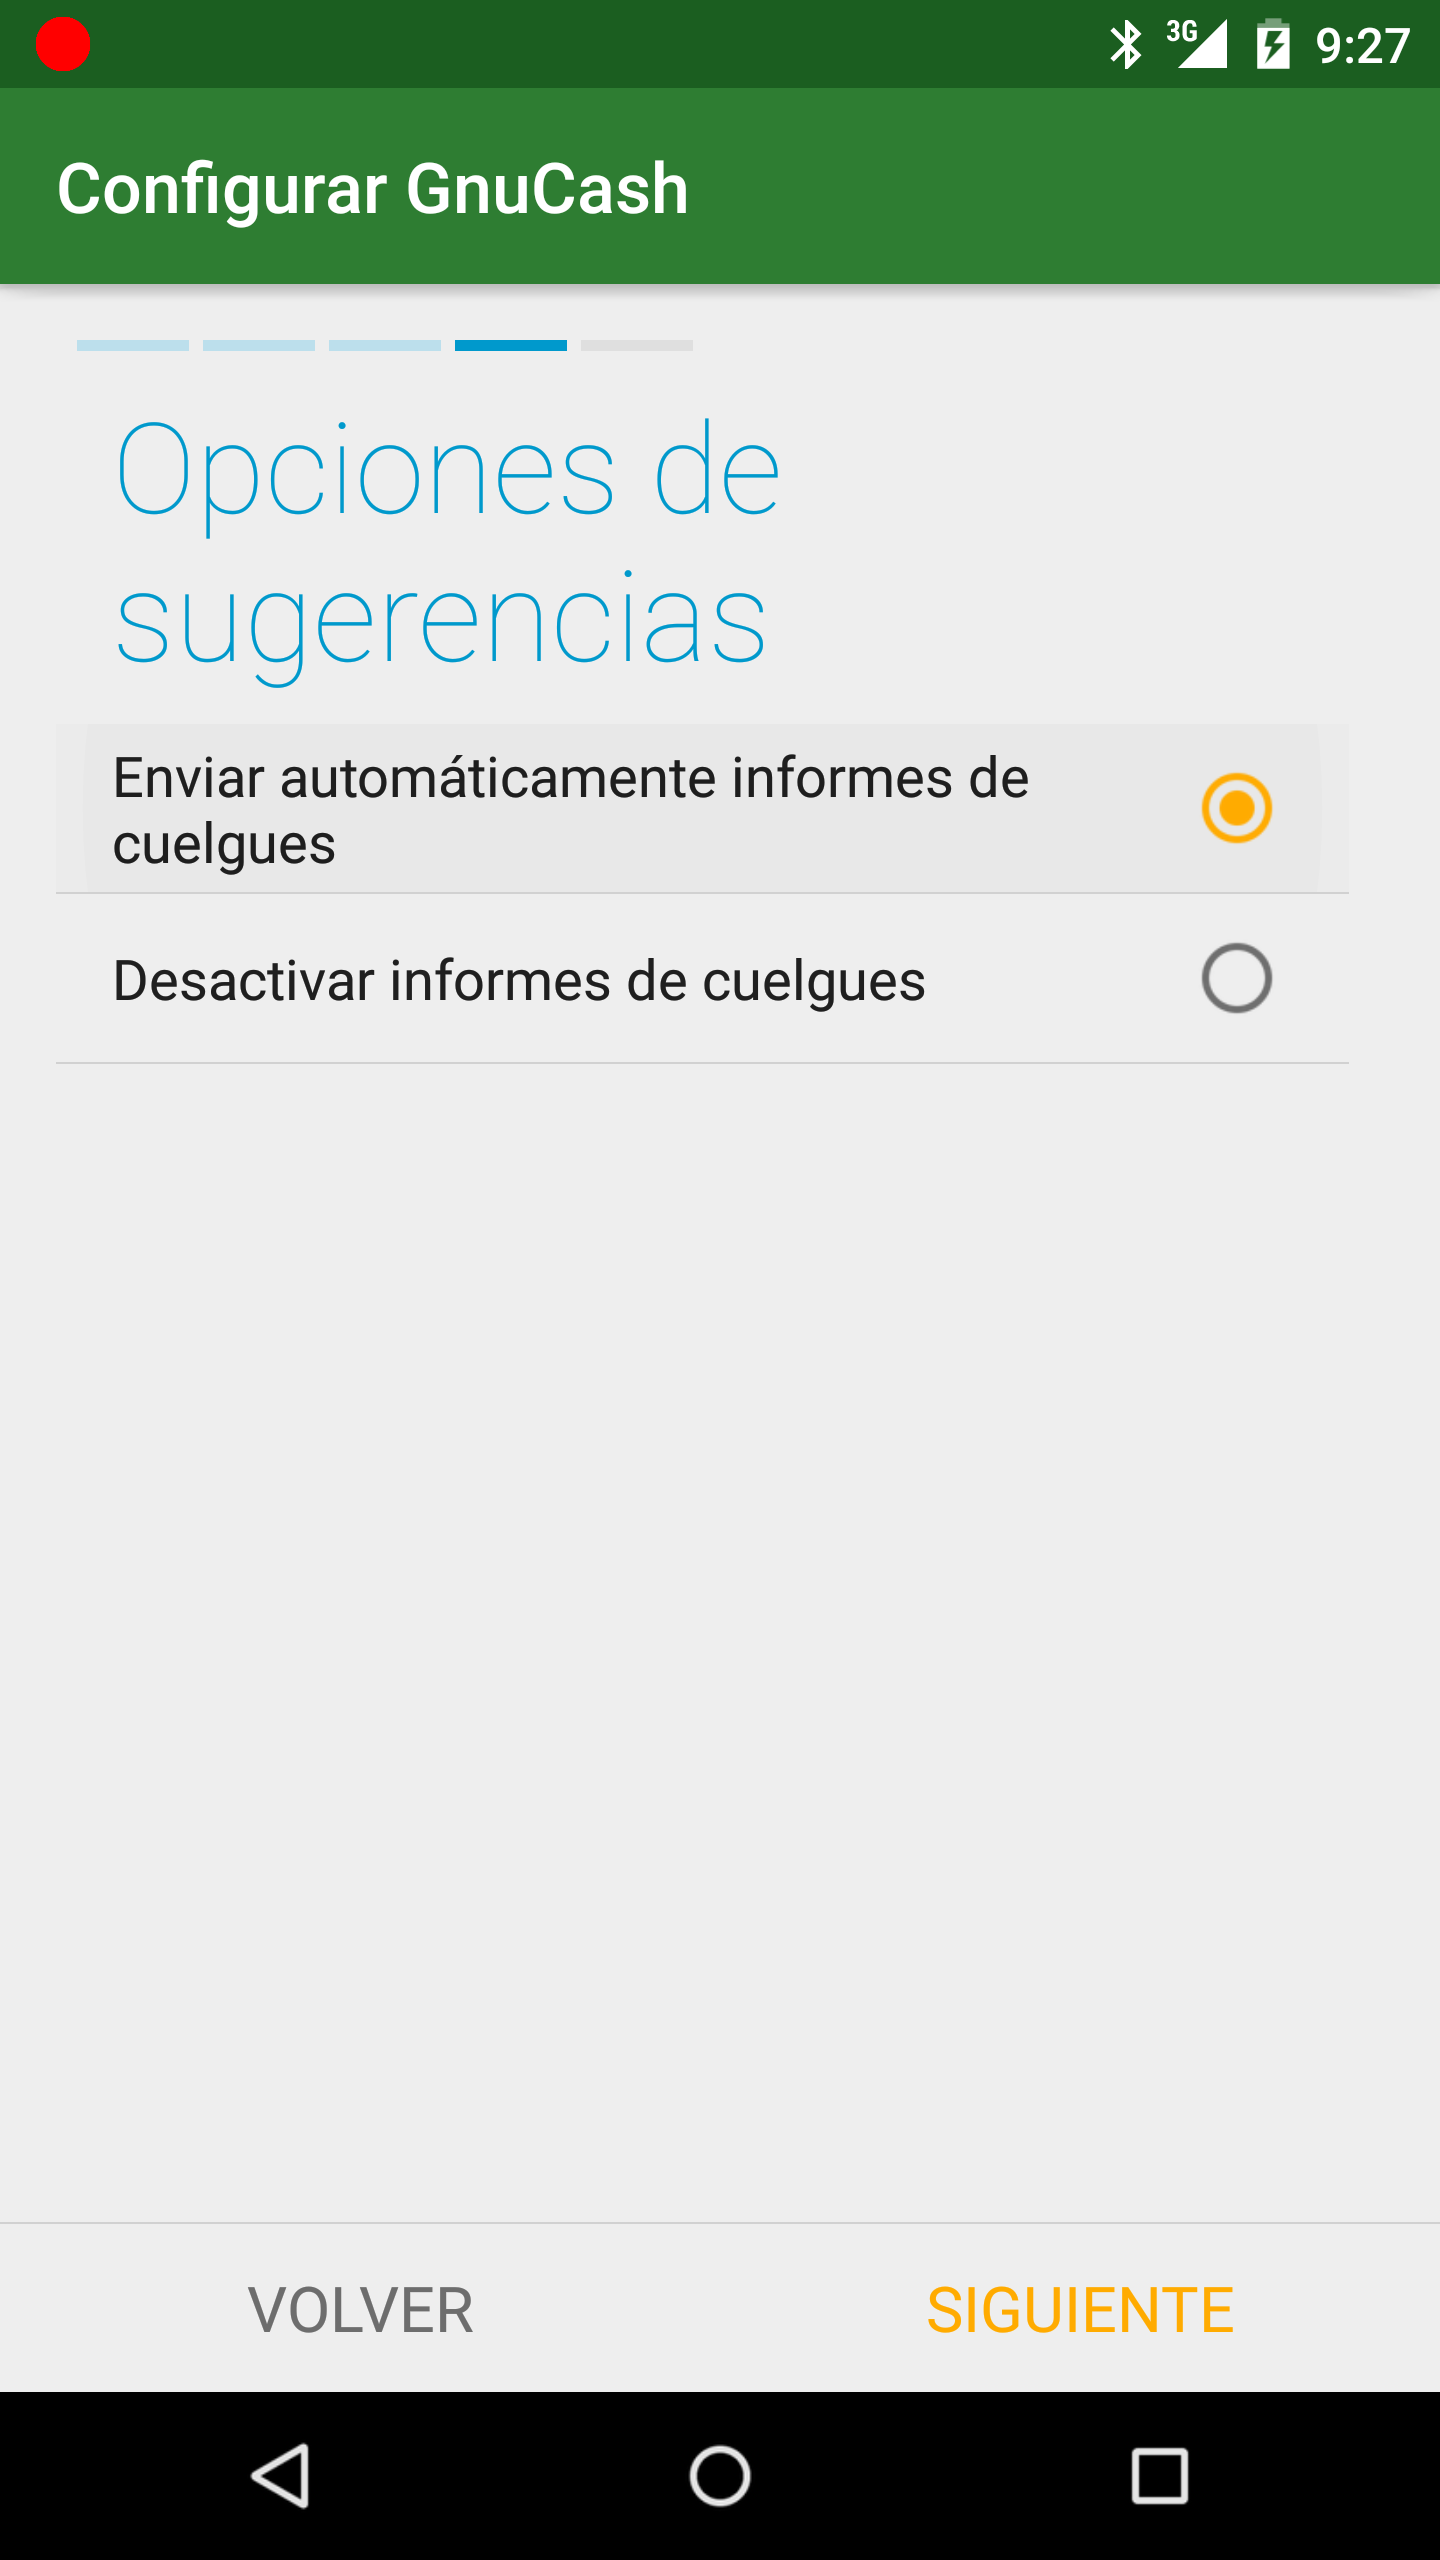 3G 9:27
Configurar GnuCash
Opciones de
sugerencias
Enviar automáticamente informes de
cuelgues
Desactivar informes de cuelgues
VOLVER SIGUIENTE